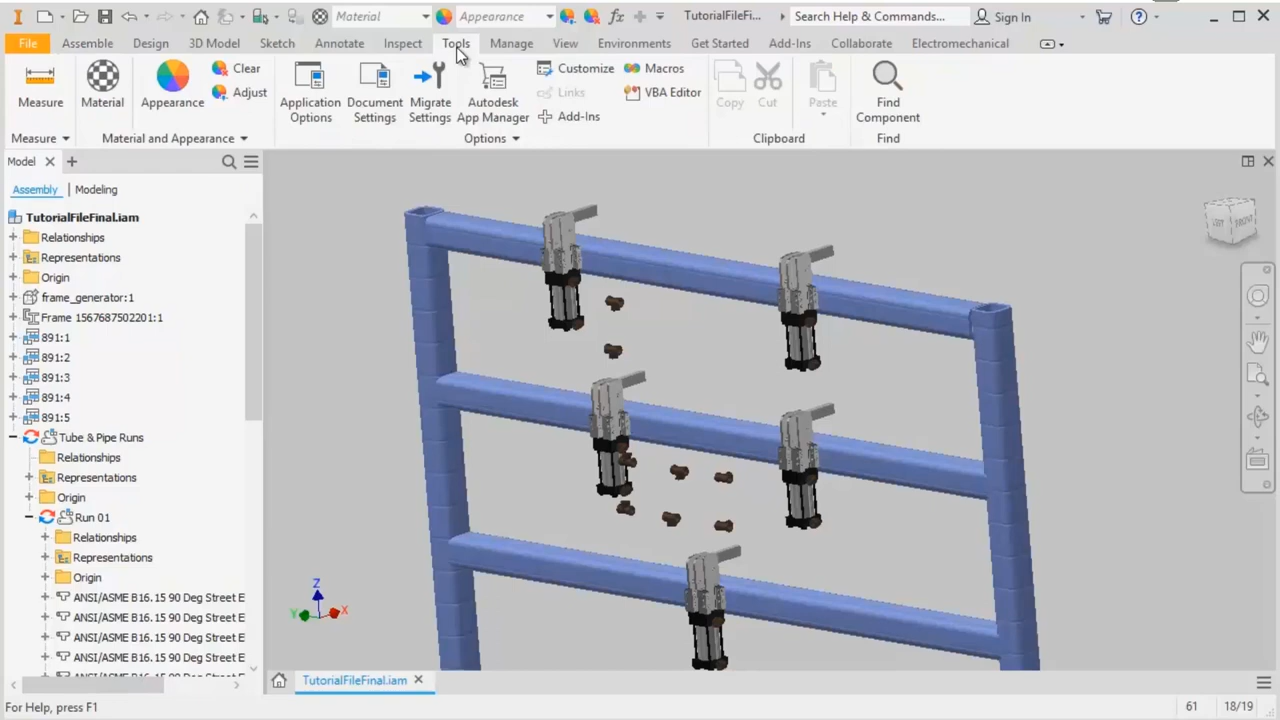 Material
Appearance
fx
TutorialFileFi...
Search Help & Commands...
Sign In
File
Assemble
Design
3D Model
Sketch
Annotate
Inspect
Tools
Manage
View
Environments
Get Started
Add-Ins
Collaborate
Electromechanical
Measure
Material
Appearance
Clear
Adjust
Application
Options
Document
Settings
Migrate
Settings
Autodesk
App Manager
Customize
Links
Add-Ins
Macros
VBA Editor
Copy
Cut
Paste
Find
Component
Measure
Material and Appearance
Options
Clipboard
Find
Model
Assembly
Modeling
TutorialFileFinal.iam
Relationships
Representations
Origin
frame_generator:1
Frame 1567687502201:1
891:1
891:2
891:3
891:4
891:5
Tube & Pipe Runs
Relationships
Representations
Origin
Run 01
Relationships
Representations
Origin
ANSI/ASME B16.15 90 Deg Street E
ANSI/ASME B16.15 90 Deg Street E
ANSI/ASME B16.15 90 Deg Street E
ANSI/ASME B16.15 90 Deg Street E
LEFT
FRONT
Z
Y
X
TutorialFileFinal.iam
For Help, press F1
61
18/19